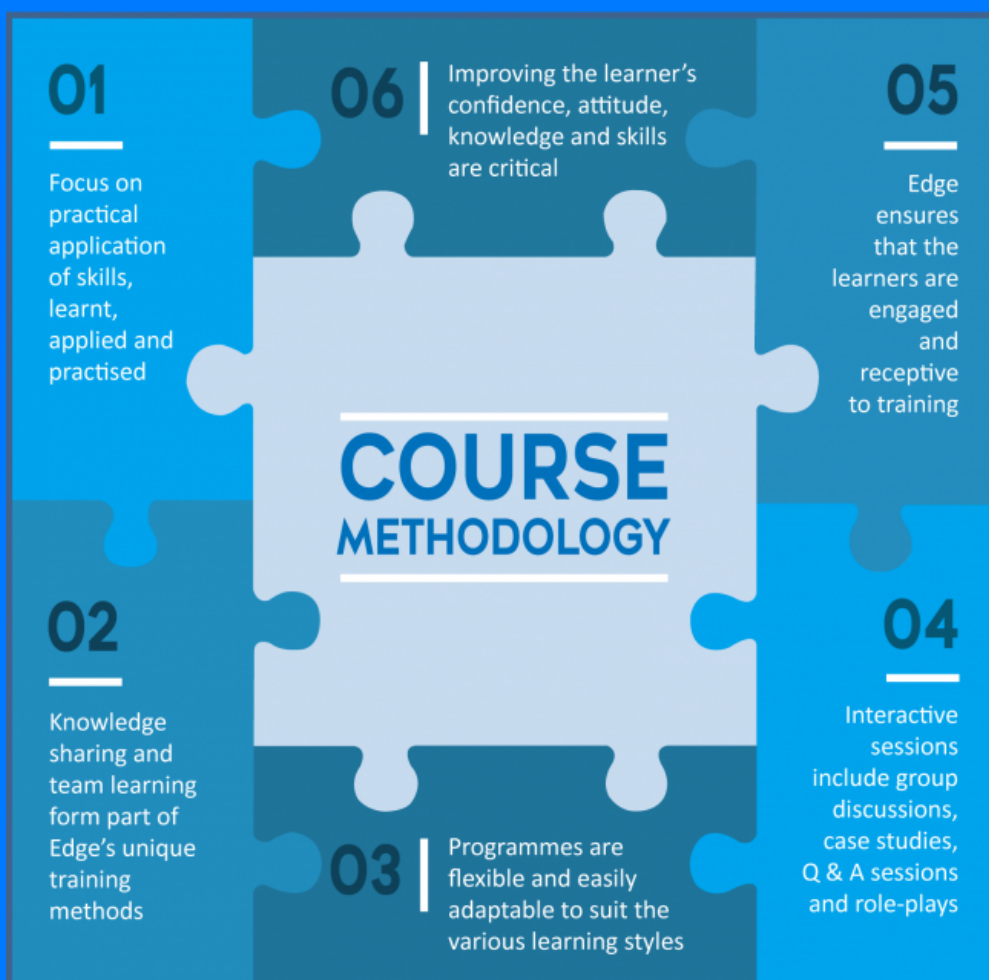 COURSE
METHODOLOGY
01
Focus on
practical
application
of skills,
learnt,
applied and
practised
02
Knowledge
sharing and
team learning
form part of
Edge's unique
training
methods
03
Programmes are
flexible and easily
adaptable to suit the
various learning styles
04
Interactive
sessions
include group
discussions,
case studies,
Q & A sessions
and role-plays
05
Edge
ensures
that the
learners are
engaged
and
receptive
to training
06
Improving the learner's
confidence, attitude,
knowledge and skills
are critical